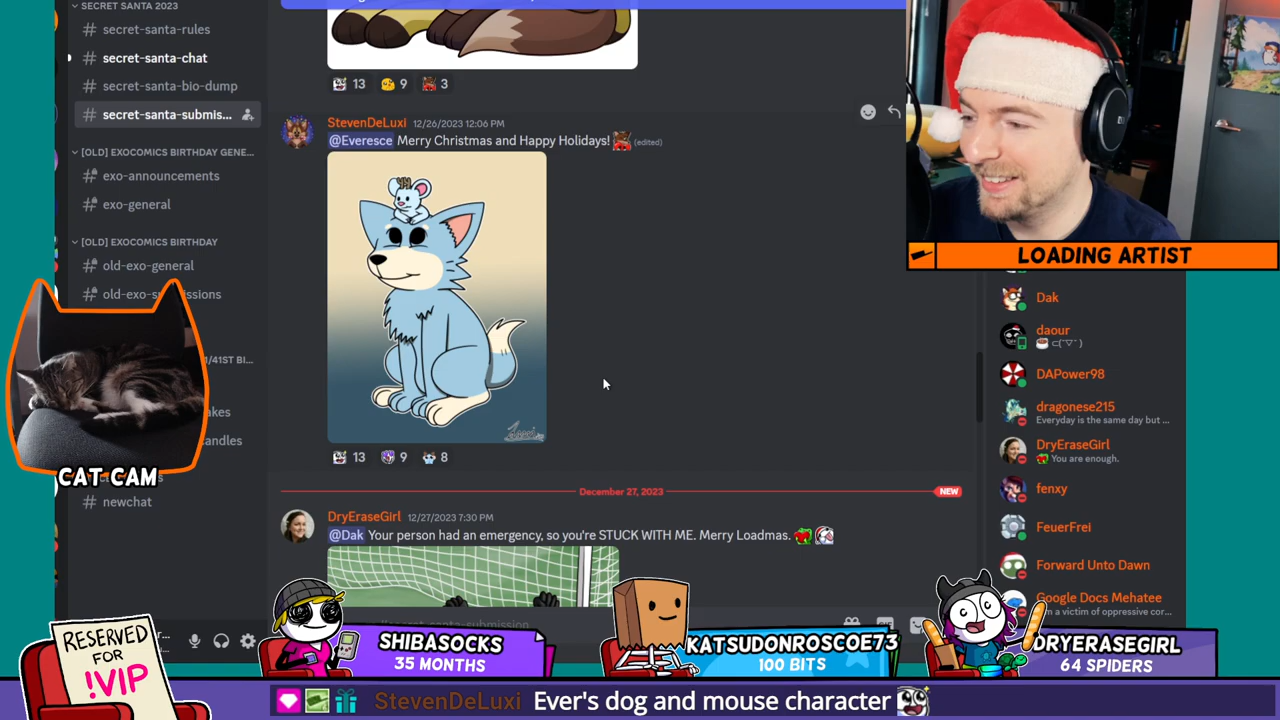 SECRET SANTA 2023
secret-santa-rules
secret-santa-chat
secret-santa-bio-dump
secret-santa-submis...
[OLD] EXOCOMICS BIRTHDAY GENE...
exo-announcements
exo-general
[OLD] EXOCOMICS BIRTHDAY
old-exo-general
/41ST BI...
akes
candles
newchat
CAT CAM
13 9 3
StevenDeLuxi 12/26/2023 12:06 PM
@Everesce Merry Christmas and Happy Holidays! (edited)
13 9 8
December 27, 2023
NEW
DryEraseGirl 12/27/2023 7:30 PM
@Dak Your person had an emergency, so you're STUCK WITH ME. Merry Loadmas.
LOADING ARTIST
Dak
daour
DAPower98
dragonese215
Everyday is the same day but ...
DryEraseGirl
You are enough.
fenxy
FeuerFrei
Forward Unto Dawn
Google Docs Mehatee
I'm a victim of oppressive cor...
RESERVED
FOR
!VIP
SHIBASOCKS
35 MONTHS
KATSUDONROSCOE73
100 BITS
DRYERASEGIRL
64 SPIDERS
StevenDeLuxi Ever's dog and mouse character